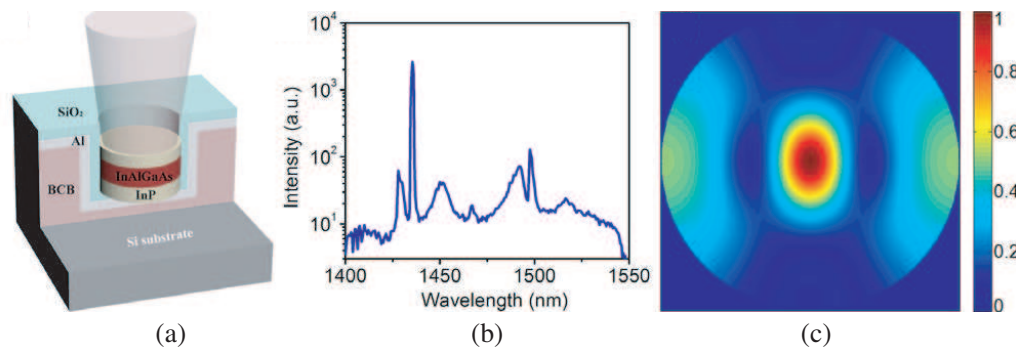 SiO₂
Al
InAlGaAs
BCB
InP
Si substrate
(a)
10⁴
10³
10²
10¹
Intensity (a.u.)
1400 1450 1500 1550
Wavelength (nm)
(b)
1
0.8
0.6
0.4
0.2
0
(c)